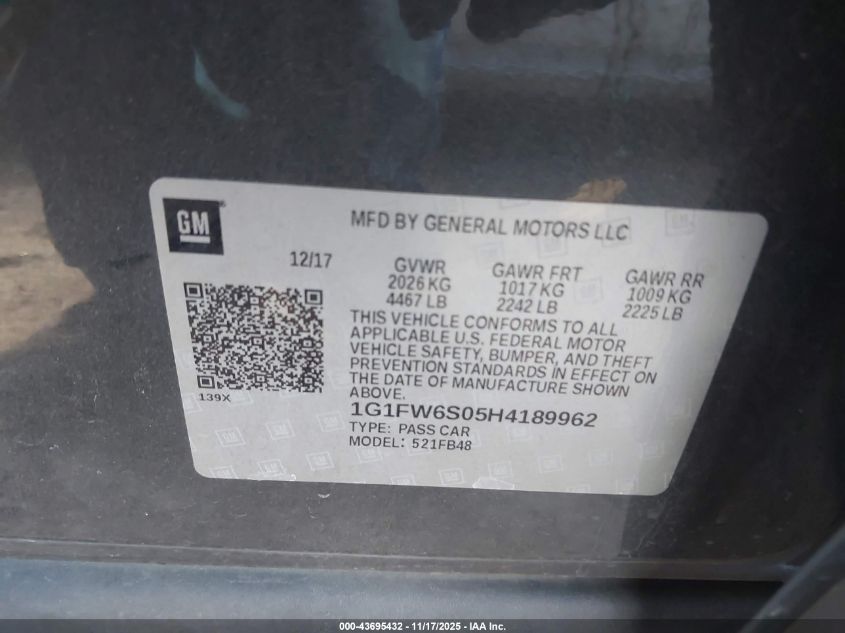 GM
MFD BY GENERAL MOTORS LLC
12/17
GVWR
2026 KG
4467 LB
GAWR FRT
1017 KG
2242 LB
GAWR RR
1009 KG
2225 LB
THIS VEHICLE CONFORMS TO ALL
APPLICABLE U.S. FEDERAL MOTOR
VEHICLE SAFETY, BUMPER, AND THEFT
PREVENTION STANDARDS IN EFFECT ON
THE DATE OF MANUFACTURE SHOWN
ABOVE.
139X
1G1FW6S05H4189962
TYPE: PASS CAR
MODEL: 521FB48
000-43695432 - 11/17/2025 - IAA Inc.